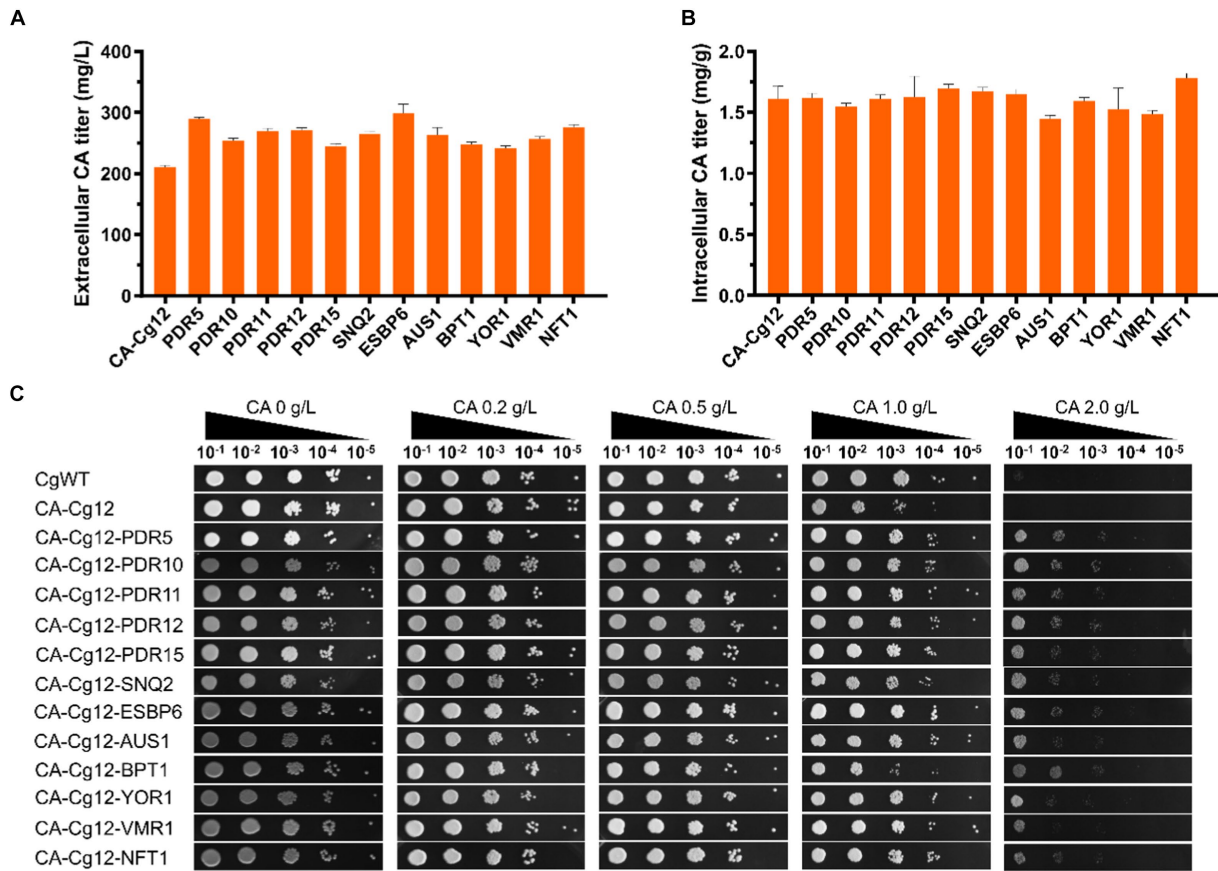 A
Extracellular CA titer (mg/L)
400
300
200
100
0
CA-Cg12
PDR5
PDR10
PDR11
PDR12
PDR15
SNQ2
ESBP6
AUS1
BPT1
YOR1
VMR1
NFT1
B
Intracellular CA titer (mg/g)
2.0
1.5
1.0
0.5
0.0
CA-Cg12
PDR5
PDR10
PDR11
PDR12
PDR15
SNQ2
ESBP6
AUS1
BPT1
YOR1
VMR1
NFT1
C
CA 0 g/L CA 0.2 g/L CA 0.5 g/L CA 1.0 g/L CA 2.0 g/L
10-1 10-2 10-3 10-4 10-5 10-1 10-2 10-3 10-4 10-5 10-1 10-2 10-3 10-4 10-5 10-1 10-2 10-3 10-4 10-5 10-1 10-2 10-3 10-4 10-5
CgWT
CA-Cg12
CA-Cg12-PDR5
CA-Cg12-PDR10
CA-Cg12-PDR11
CA-Cg12-PDR12
CA-Cg12-PDR15
CA-Cg12-SNQ2
CA-Cg12-ESBP6
CA-Cg12-AUS1
CA-Cg12-BPT1
CA-Cg12-YOR1
CA-Cg12-VMR1
CA-Cg12-NFT1